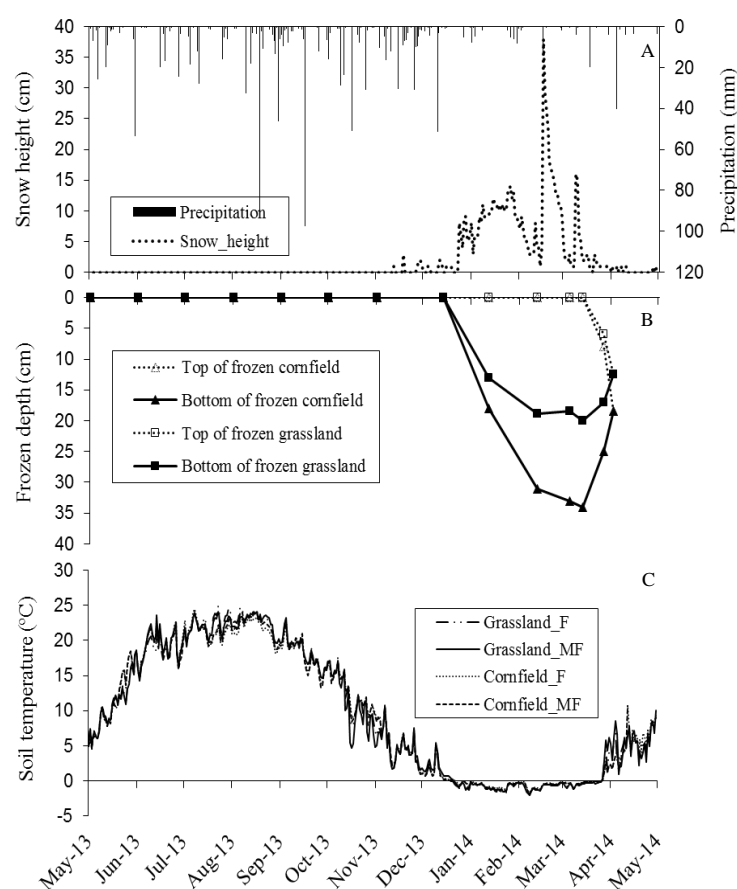 40
35
30
25
20
15
10
5
0
Snow height (cm)
A
0
20
40
60
80
100
120
Precipitation (mm)
Precipitation
Snow_height
0
5
10
15
20
25
30
35
40
Frozen depth (cm)
B
Top of frozen cornfield
Bottom of frozen cornfield
Top of frozen grassland
Bottom of frozen grassland
30
25
20
15
10
5
0
-5
Soil temperature (°C)
C
Grassland_F
Grassland_MF
Cornfield_F
Cornfield_MF
May-13
Jun-13
Jul-13
Aug-13
Sep-13
Oct-13
Nov-13
Dec-13
Jan-14
Feb-14
Mar-14
Apr-14
May-14